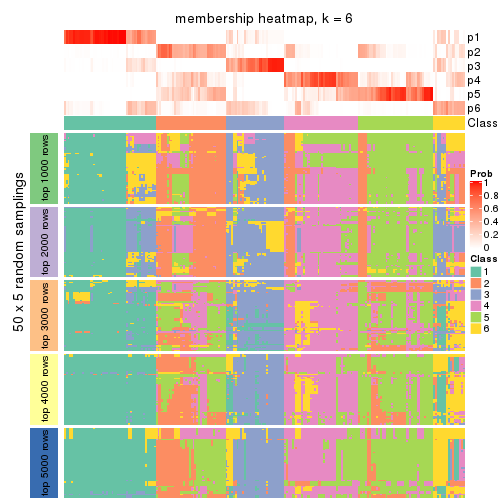 membership heatmap, k = 6
p1
p2
p3
p4
p5
p6
Class
50 x 5 random samplings
top 1000 rows
top 2000 rows
top 3000 rows
top 4000 rows
top 5000 rows
Prob
1
0.8
0.6
0.4
0.2
0
Class
1
2
3
4
5
6